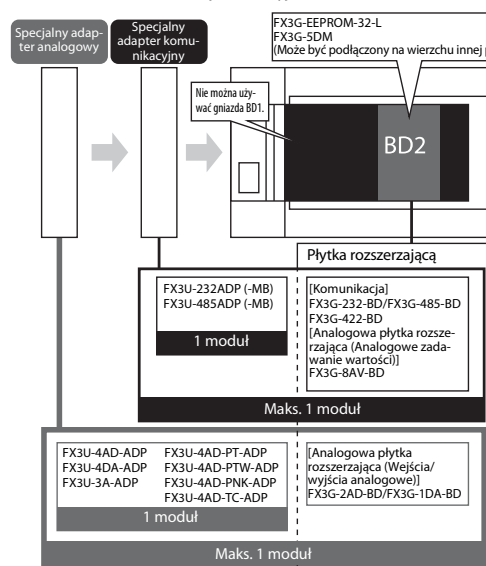 Specjalny adap-
ter analogowy
Specjalny
adapter komu-
nikacyjny
FX3G-EEPROM-32-L
FX3G-5DM
(Może być podłączony na wierzchu innej
Nie można uży-
wać gniazda BD1.
BD2
Płytka rozszerzającą
FX3U-232ADP (-MB)
FX3U-485ADP (-MB)
1 moduł
[Komunikacja]
FX3G-232-BD/FX3G-485-BD
FX3G-422-BD
[Analogowa płytka rozsze-
rzająca (Analogowe zada-
wanie wartości)]
FX3G-8AV-BD
Maks. 1 moduł
FX3U-4AD-ADP
FX3U-4DA-ADP
FX3U-3A-ADP
FX3U-4AD-PT-ADP
FX3U-4AD-PTW-ADP
FX3U-4AD-PNK-ADP
FX3U-4AD-TC-ADP
1 moduł
[Analogowa płytka
rozszerzająca (Wejścia/
wyjścia analogowe)]
FX3G-2AD-BD/FX3G-1DA-BD
Maks. 1 moduł